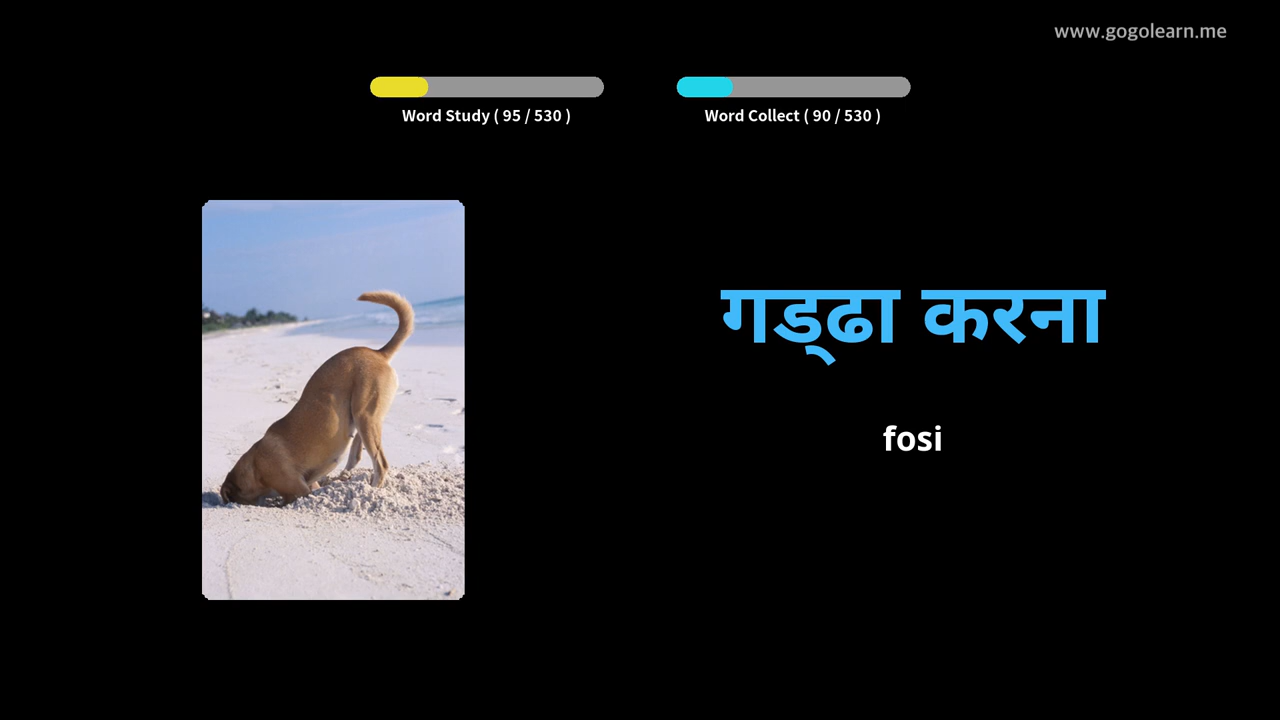 www.gogolearn.me
Word Study ( 95 / 530 )
Word Collect ( 90 / 530 )
गड्ढा करना
fosi